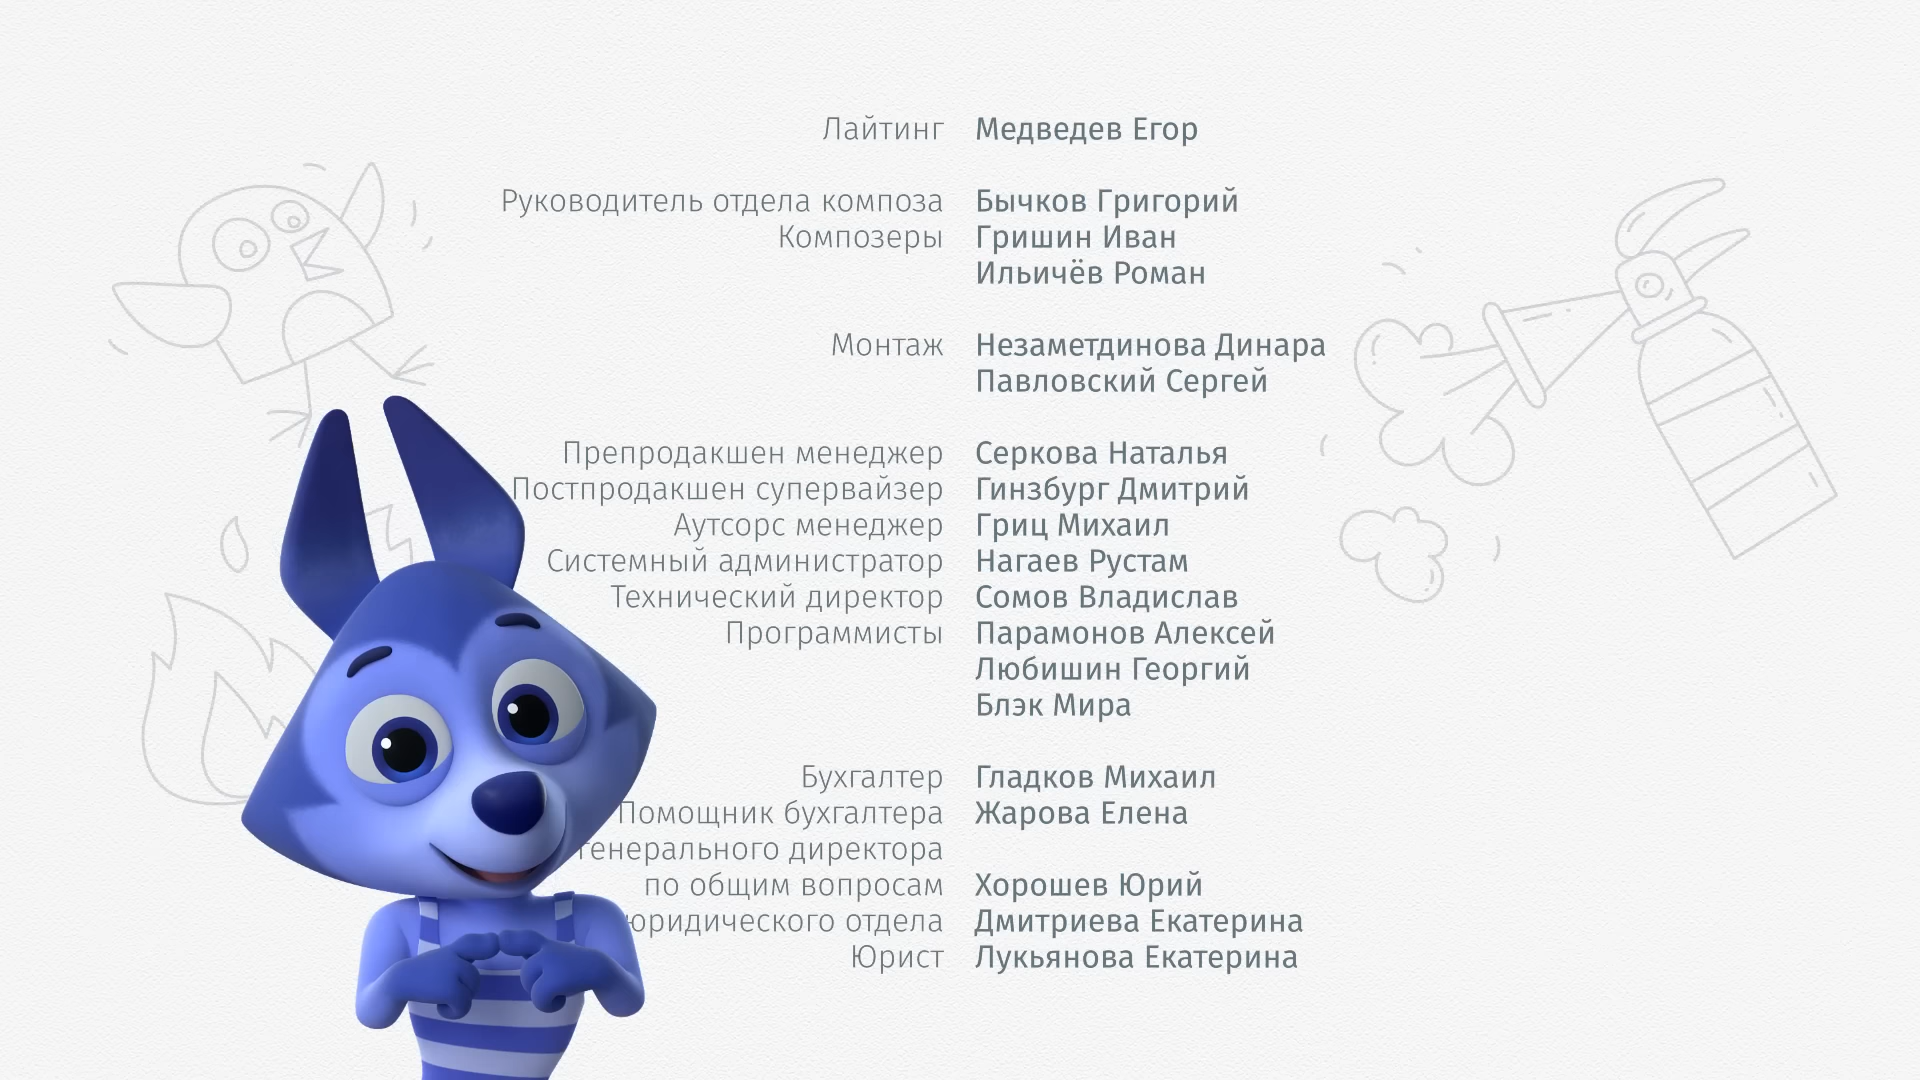 Лайтинг Медведев Егор
Руководитель отдела композа Бычков Григорий
Композеры Гришин Иван
Ильичёв Роман
Монтаж Незаметдинова Динара
Павловский Сергей
Препродакшен менеджер Серкова Наталья
Постпродакшен супервайзер Гинзбург Дмитрий
Аутсорс менеджер Гриц Михаил
Системный администратор Нагаев Рустам
Технический директор Сомов Владислав
Программисты Парамонов Алексей
Любишин Георгий
Блэк Мира
Бухгалтер Гладков Михаил
Помощник бухгалтера Жарова Елена
генерального директора
по общим вопросам Хорошев Юрий
юридического отдела Дмитриева Екатерина
Юрист Лукьянова Екатерина